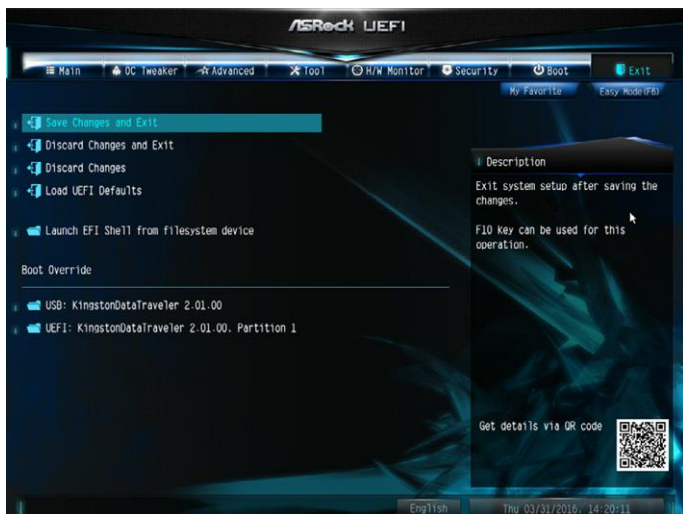 ASRock UEFI
Main OC Tweaker Advanced Tool H/W Monitor Security Boot Exit
My Favorite Easy Mode(F6)
Save Changes and Exit
Discard Changes and Exit
Discard Changes
Load UEFI Defaults
Launch EFI Shell from filesystem device
Boot Override
USB: KingstonDataTraveler 2.01.00
UEFI: KingstonDataTraveler 2.01.00. Partition 1
Description
Exit system setup after saving the
changes.
F10 Key can be used for this
operation.
Get details via QR code
English Thu 03/31/2016. 14:20:11